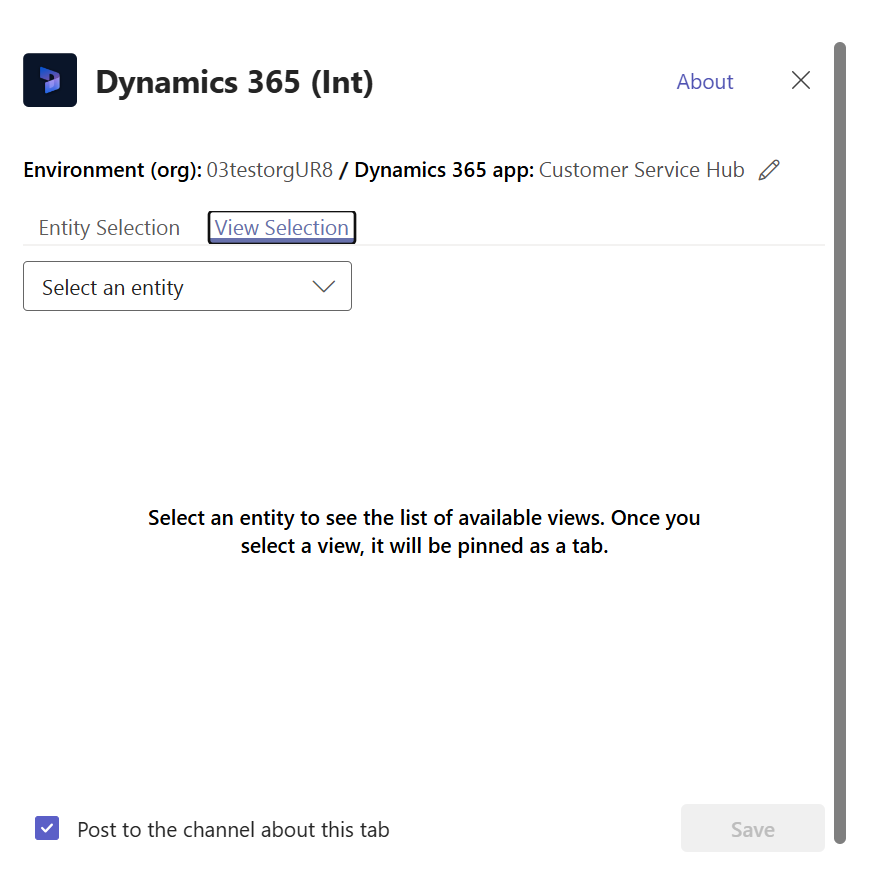 Dynamics 365 (Int)
About
Environment (org): 03testorgUR8 / Dynamics 365 app: Customer Service Hub
Entity Selection
View Selection
Select an entity
Select an entity to see the list of available views. Once you
select a view, it will be pinned as a tab.
Post to the channel about this tab
Save